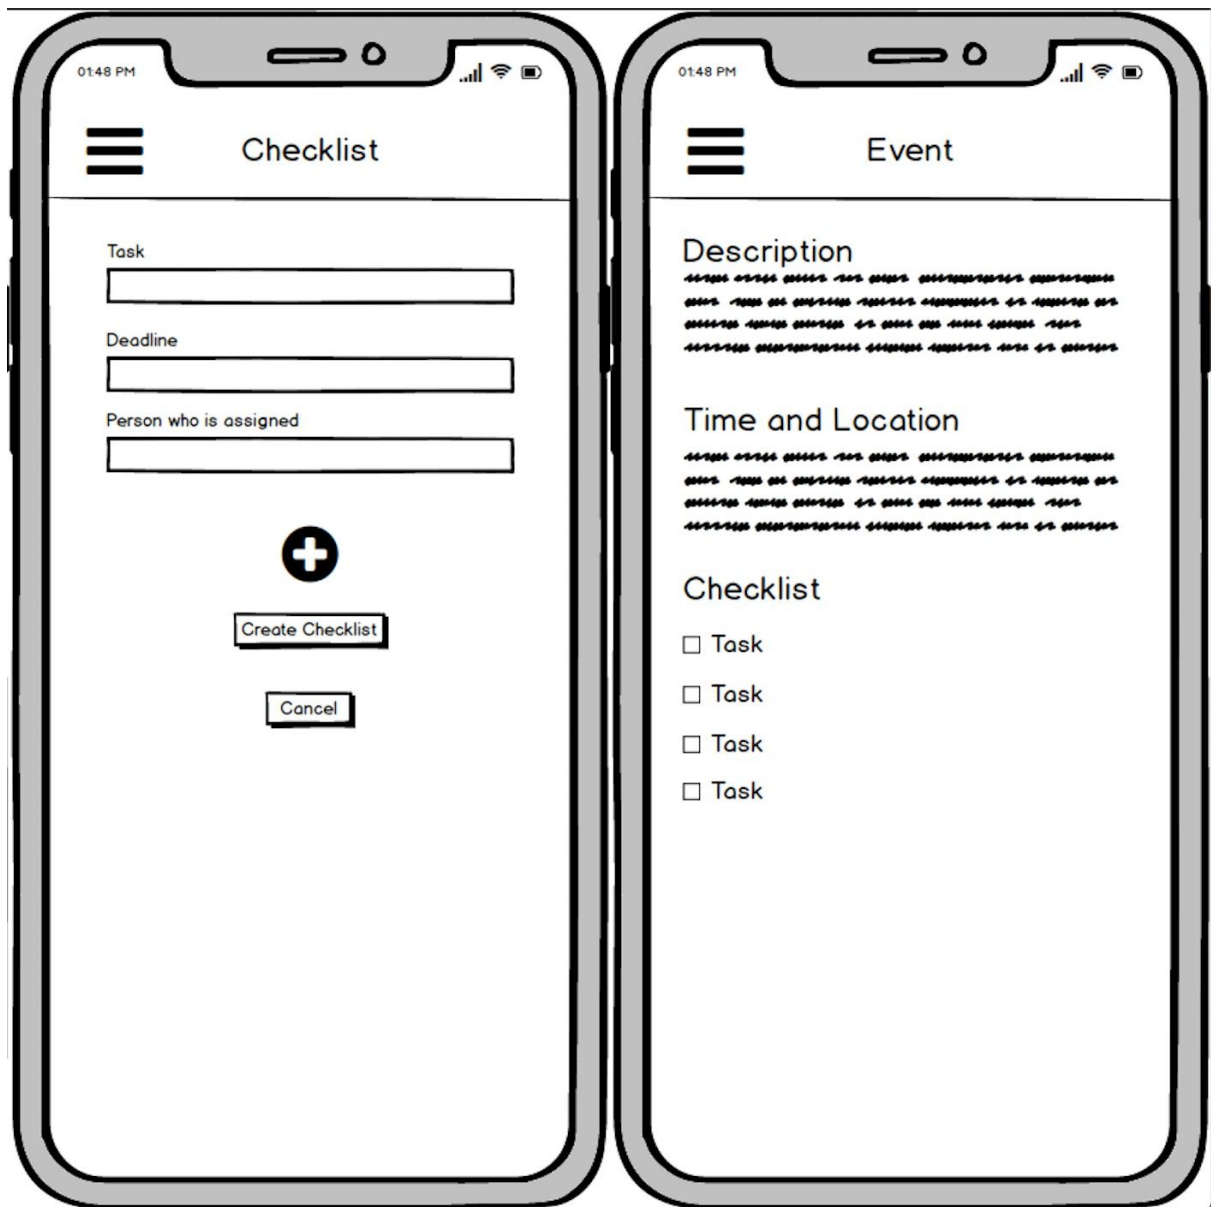 01:48 PM
Checklist
Task
Deadline
Person who is assigned
Create Checklist
Cancel
01:48 PM
Event
Description
Time and Location
Checklist
Task
Task
Task
Task